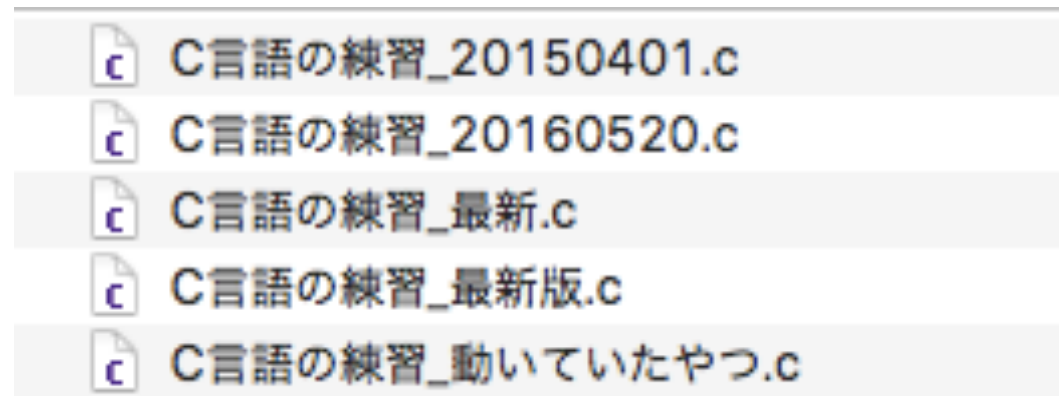 C言語の練習_20150401.c
C言語の練習_20160520.c
C言語の練習_最新.c
C言語の練習_最新版.c
C言語の練習_動いていたやつ.c